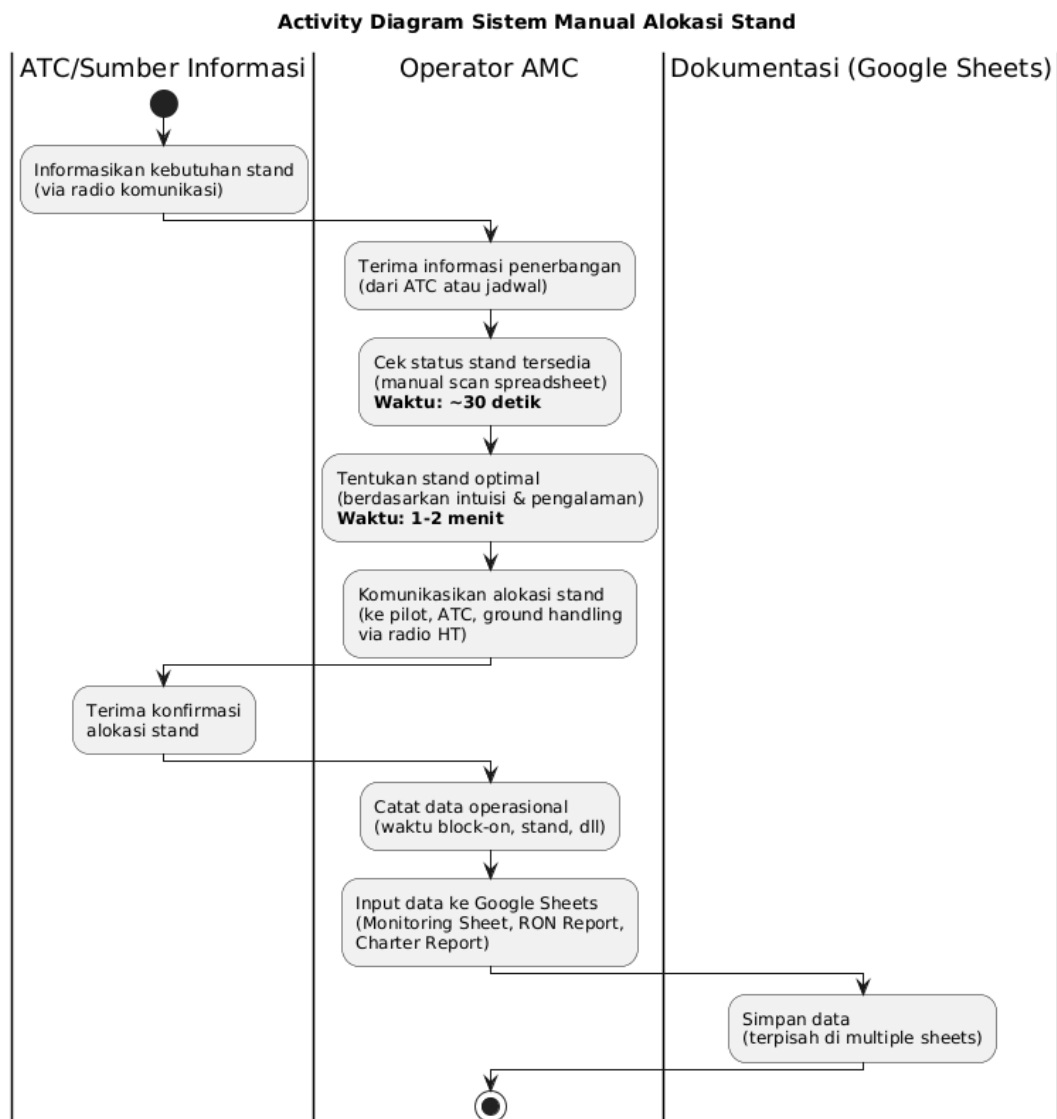 Activity Diagram Sistem Manual Alokasi Stand
ATC/Sumber Informasi
Operator AMC
Dokumentasi (Google Sheets)
Informasikan kebutuhan stand
(via radio komunikasi)
Terima informasi penerbangan
(dari ATC atau jadwal)
Cek status stand tersedia
(manual scan spreadsheet)
Waktu: ~30 detik
Tentukan stand optimal
(berdasarkan intuisi & pengalaman)
Waktu: 1-2 menit
Komunikasikan alokasi stand
(ke pilot, ATC, ground handling
via radio HT)
Terima konfirmasi
alokasi stand
Catat data operasional
(waktu block-on, stand, dll)
Input data ke Google Sheets
(Monitoring Sheet, RON Report,
Charter Report)
Simpan data
(terpisah di multiple sheets)